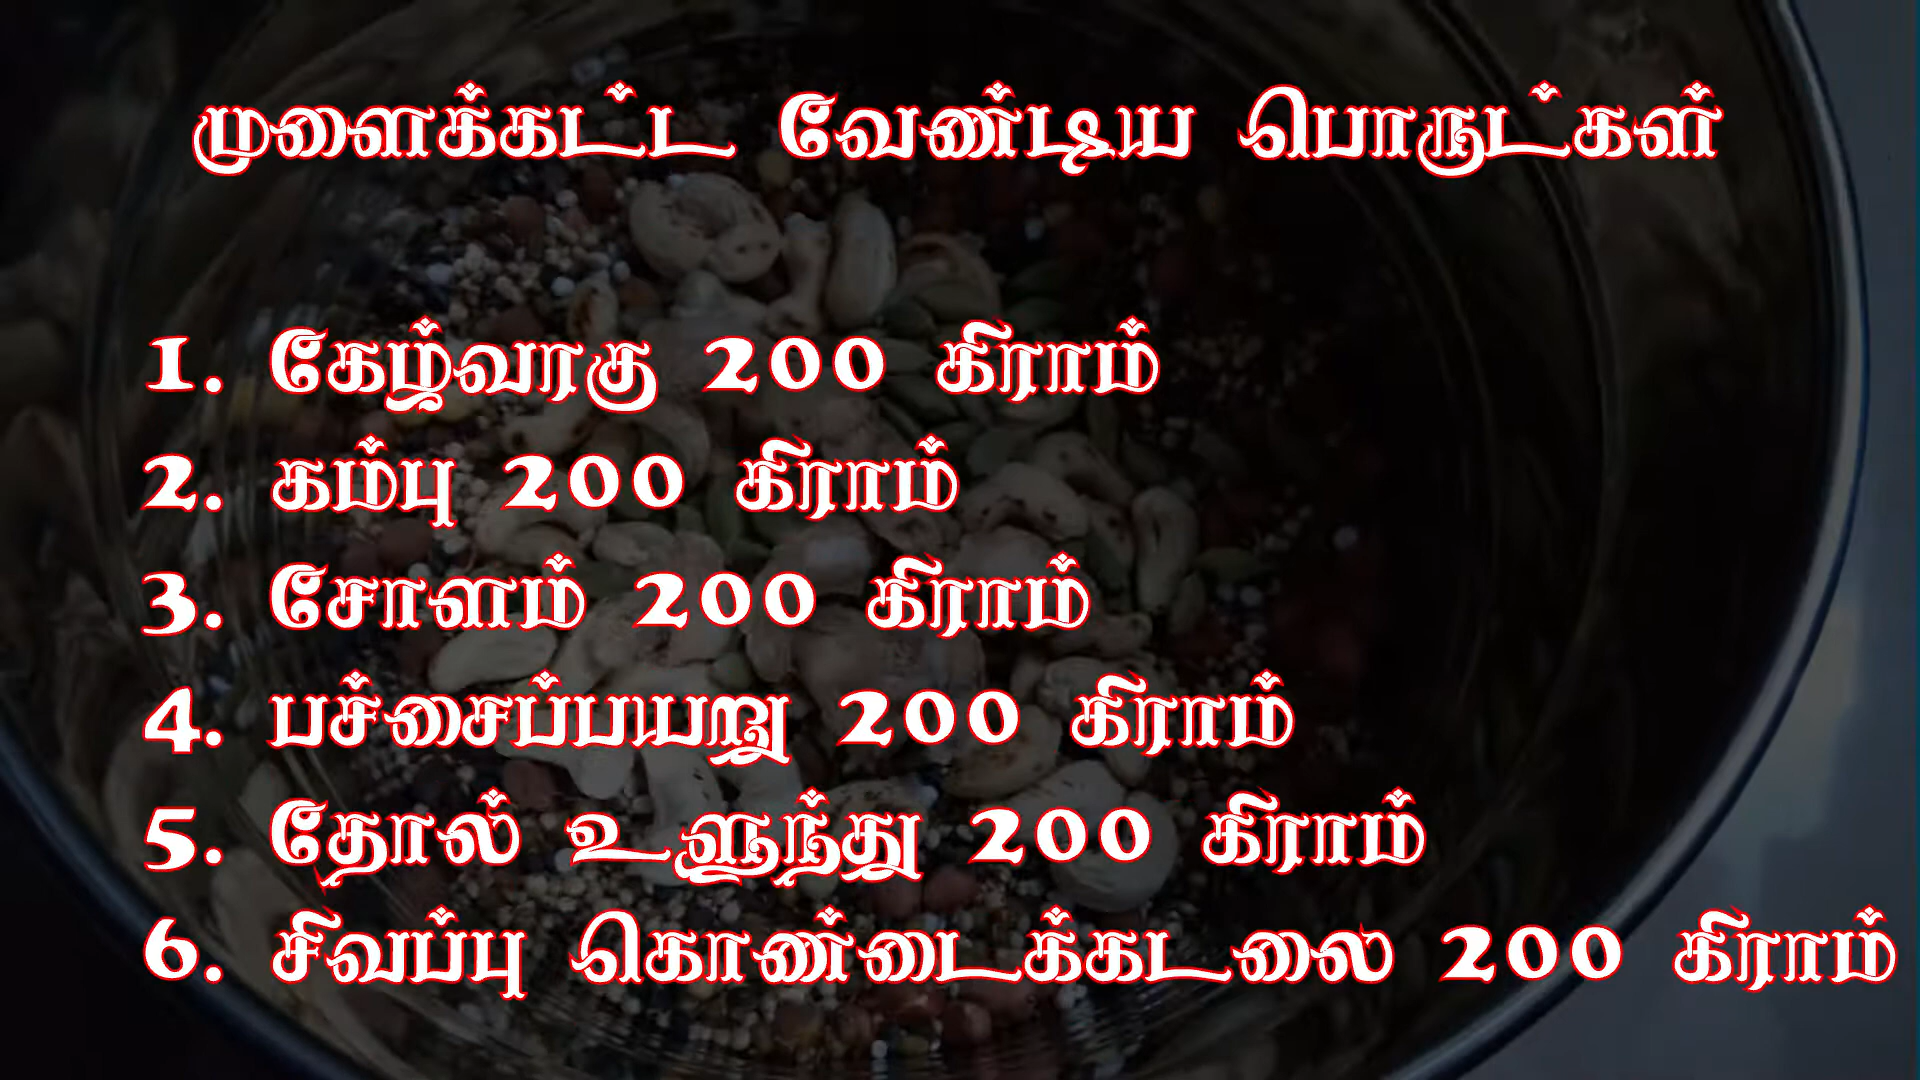 முளைக்கட்ட வேண்டிய பொருட்கள்
1. கேழ்வரகு 200 கிராம்
2. கம்பு 200 கிராம்
3. சோளம் 200 கிராம்
4. பச்சைப்பயறு 200 கிராம்
5. தோல் உளுந்து 200 கிராம்
6. சிவப்பு கொண்டைக்கடலை 200 கிராம்